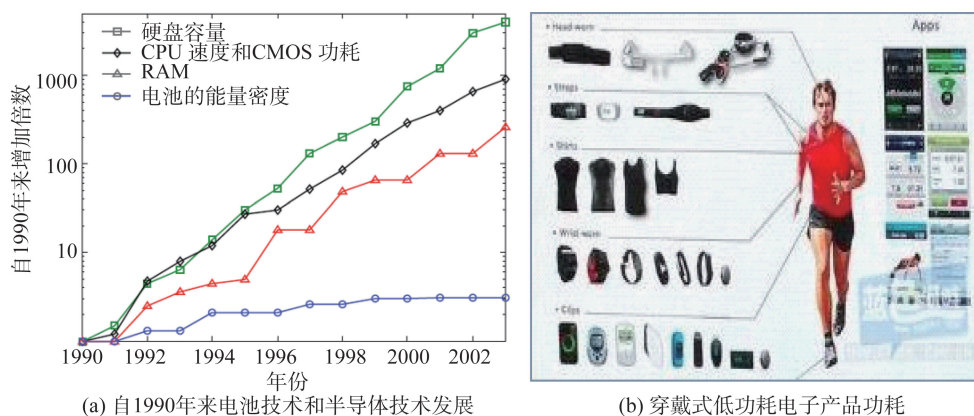 硬盘容量
CPU 速度和CMOS 功耗
RAM
电池的能量密度
自1990年来增加倍数
1000
100
10
1990
1992
1994
1996
1998
2000
2002
年份
(a) 自1990年来电池技术和半导体技术发展
Head-worn
Apps
Straps
Shirts
Wrist-worn
Clips
(b) 穿戴式低功耗电子产品功耗